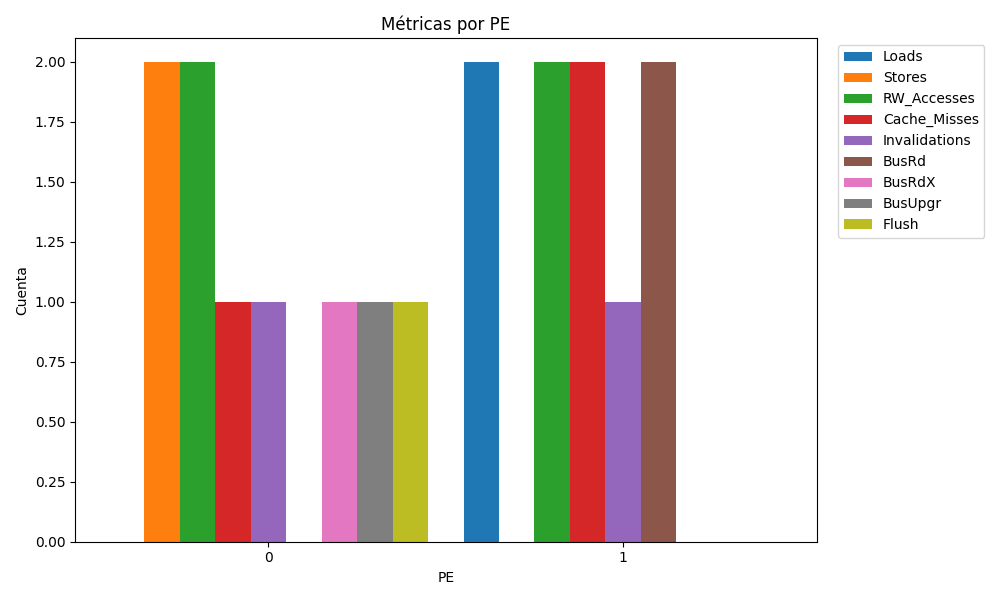 Métricas por PE
Loads
Stores
RW_Accesses
Cache_Misses
Invalidations
BusRd
BusRdX
BusUpgr
Flush
2.00
1.75
1.50
1.25
1.00
0.75
0.50
0.25
0.00
Cuenta
0 1
PE